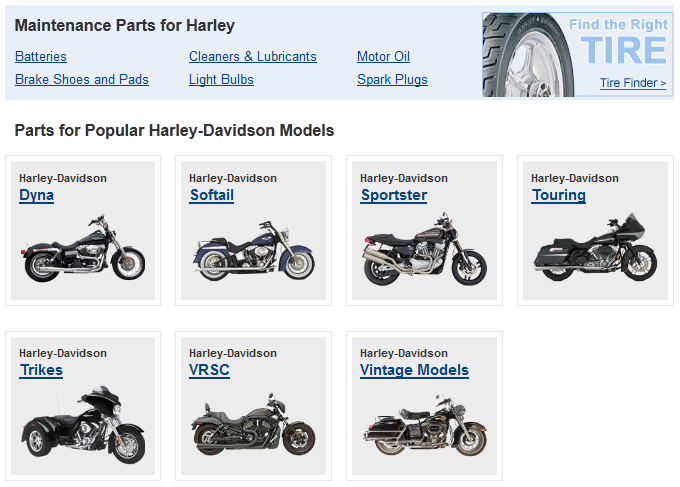 Maintenance Parts for Harley
Batteries
Cleaners & Lubricants
Motor Oil
Brake Shoes and Pads
Light Bulbs
Spark Plugs
Find the Right
TIRE
Tire Finder >
Parts for Popular Harley-Davidson Models
Harley-Davidson
Dyna
Harley-Davidson
Softail
Harley-Davidson
Sportster
Harley-Davidson
Touring
Harley-Davidson
Trikes
Harley-Davidson
VRSC
Harley-Davidson
Vintage Models